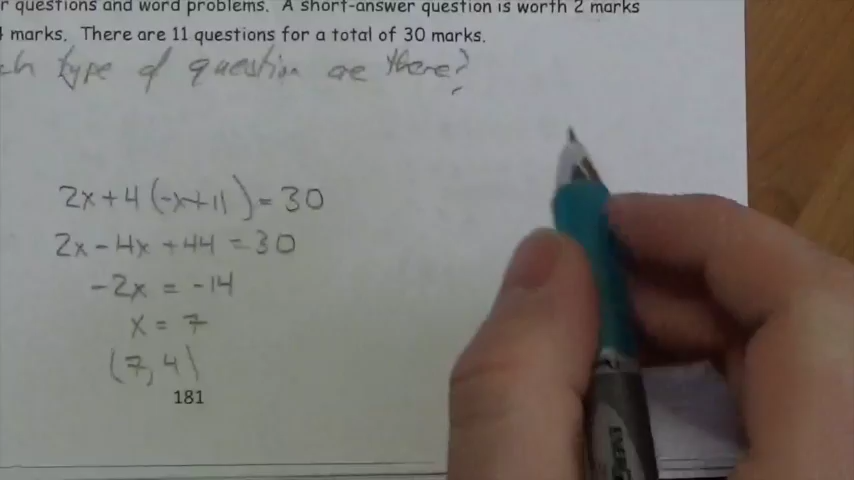 r questions and word problems. A short-answer question is worth 2 marks
4 marks. There are 11 questions for a total of 30 marks.
ch type of question are there?
2x+4(-x+11)=30
2x-4x+44=30
-2x=-14
x=7
(7,4)
181